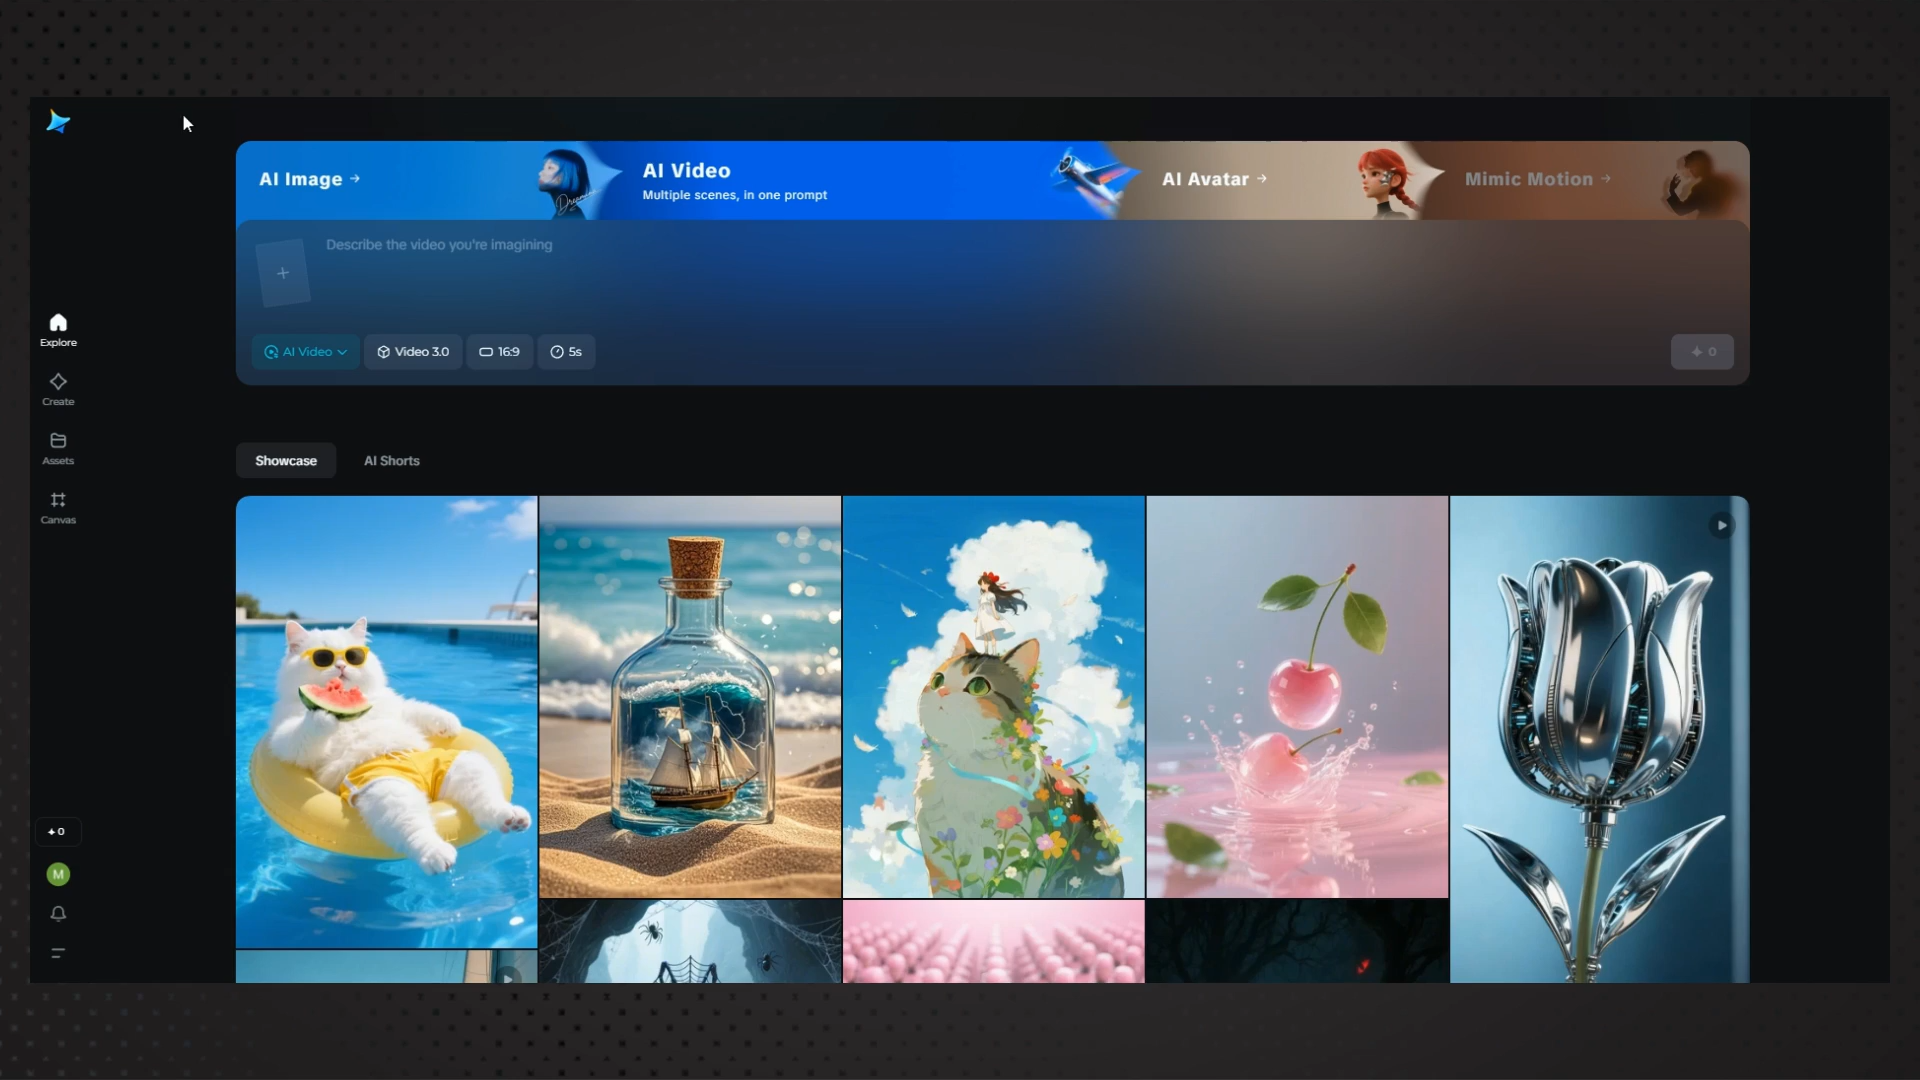 AI Image
AI Video
Multiple scenes, in one prompt
AI Avatar
Mimic Motion
Dreamina
Describe the video you're imagining
AI Video
Video 3.0
16:9
5s
0
Explore
Create
Assets
Canvas
Showcase
AI Shorts
0
M